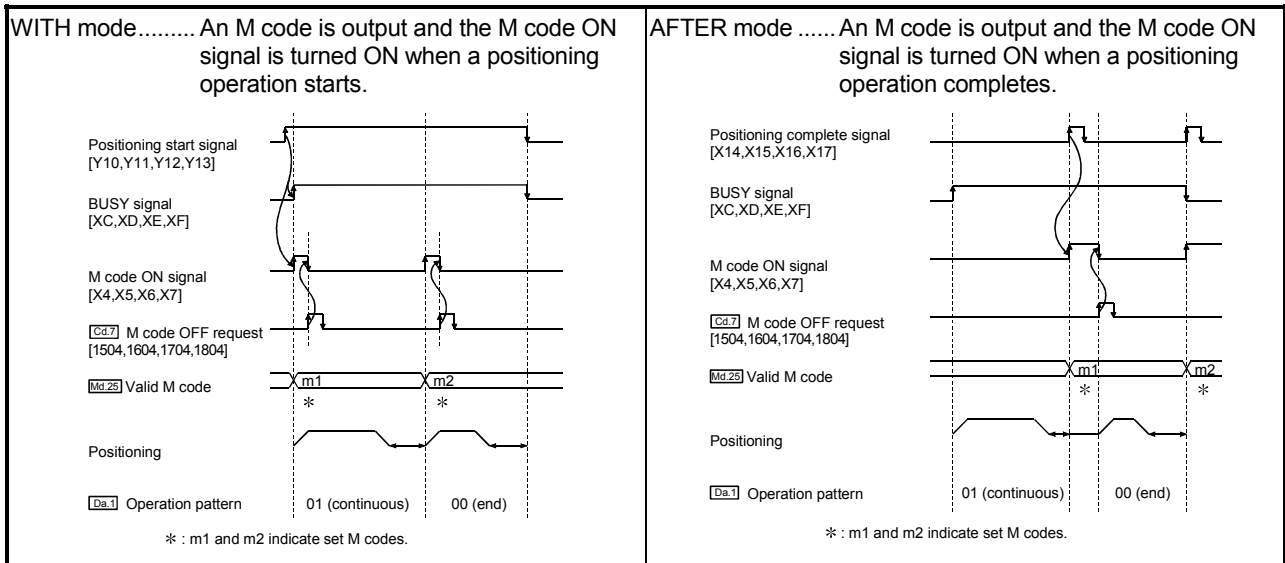 WITH mode......... An M code is output and the M code ON
signal is turned ON when a positioning
operation starts.
Positioning start signal
[Y10,Y11,Y12,Y13]
BUSY signal
[XC,XD,XE,XF]
M code ON signal
[X4,X5,X6,X7]
Cd.7 M code OFF request
[1504,1604,1704,1804]
Md.25 Valid M code
m1
m2
*
*
Positioning
Da.1 Operation pattern
01 (continuous)
00 (end)
* : m1 and m2 indicate set M codes.
AFTER mode ...... An M code is output and the M code ON
signal is turned ON when a positioning
operation completes.
Positioning complete signal
[X14,X15,X16,X17]
BUSY signal
[XC,XD,XE,XF]
M code ON signal
[X4,X5,X6,X7]
Cd.7 M code OFF request
[1504,1604,1704,1804]
Md.25 Valid M code
m1
m2
*
*
Positioning
Da.1 Operation pattern
01 (continuous)
00 (end)
* : m1 and m2 indicate set M codes.